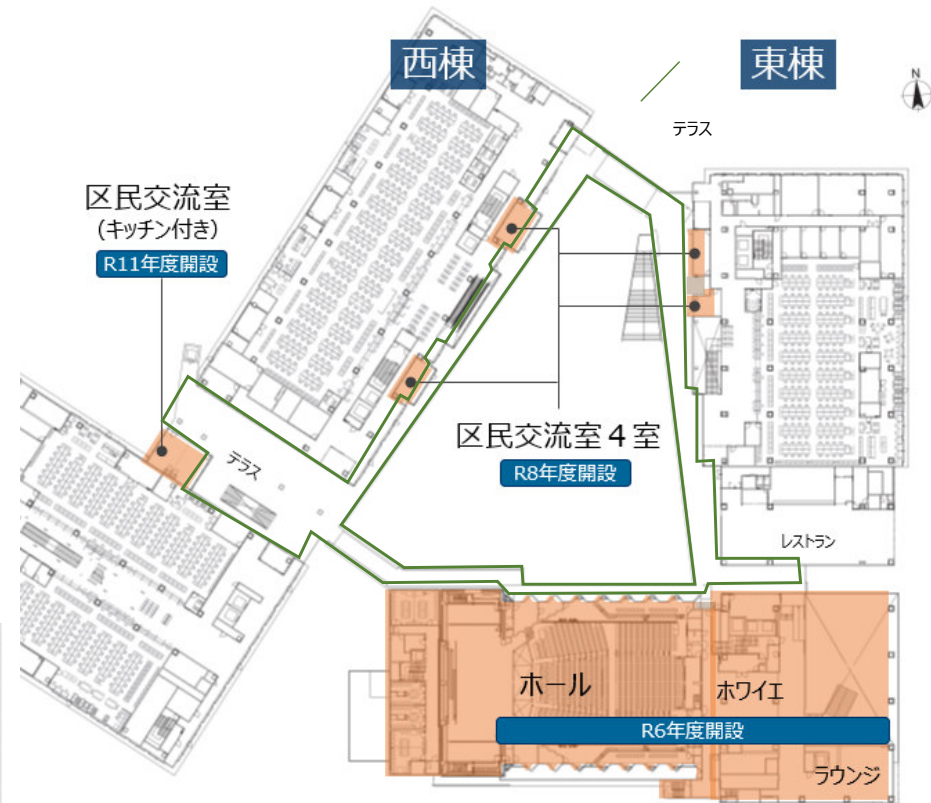 西棟
東棟
N
テラス
区民交流室
(キッチン付き)
R11年度開設
区民交流室4室
R8年度開設
テラス
レストラン
ホール
ホワイエ
R6年度開設
ラウンジ